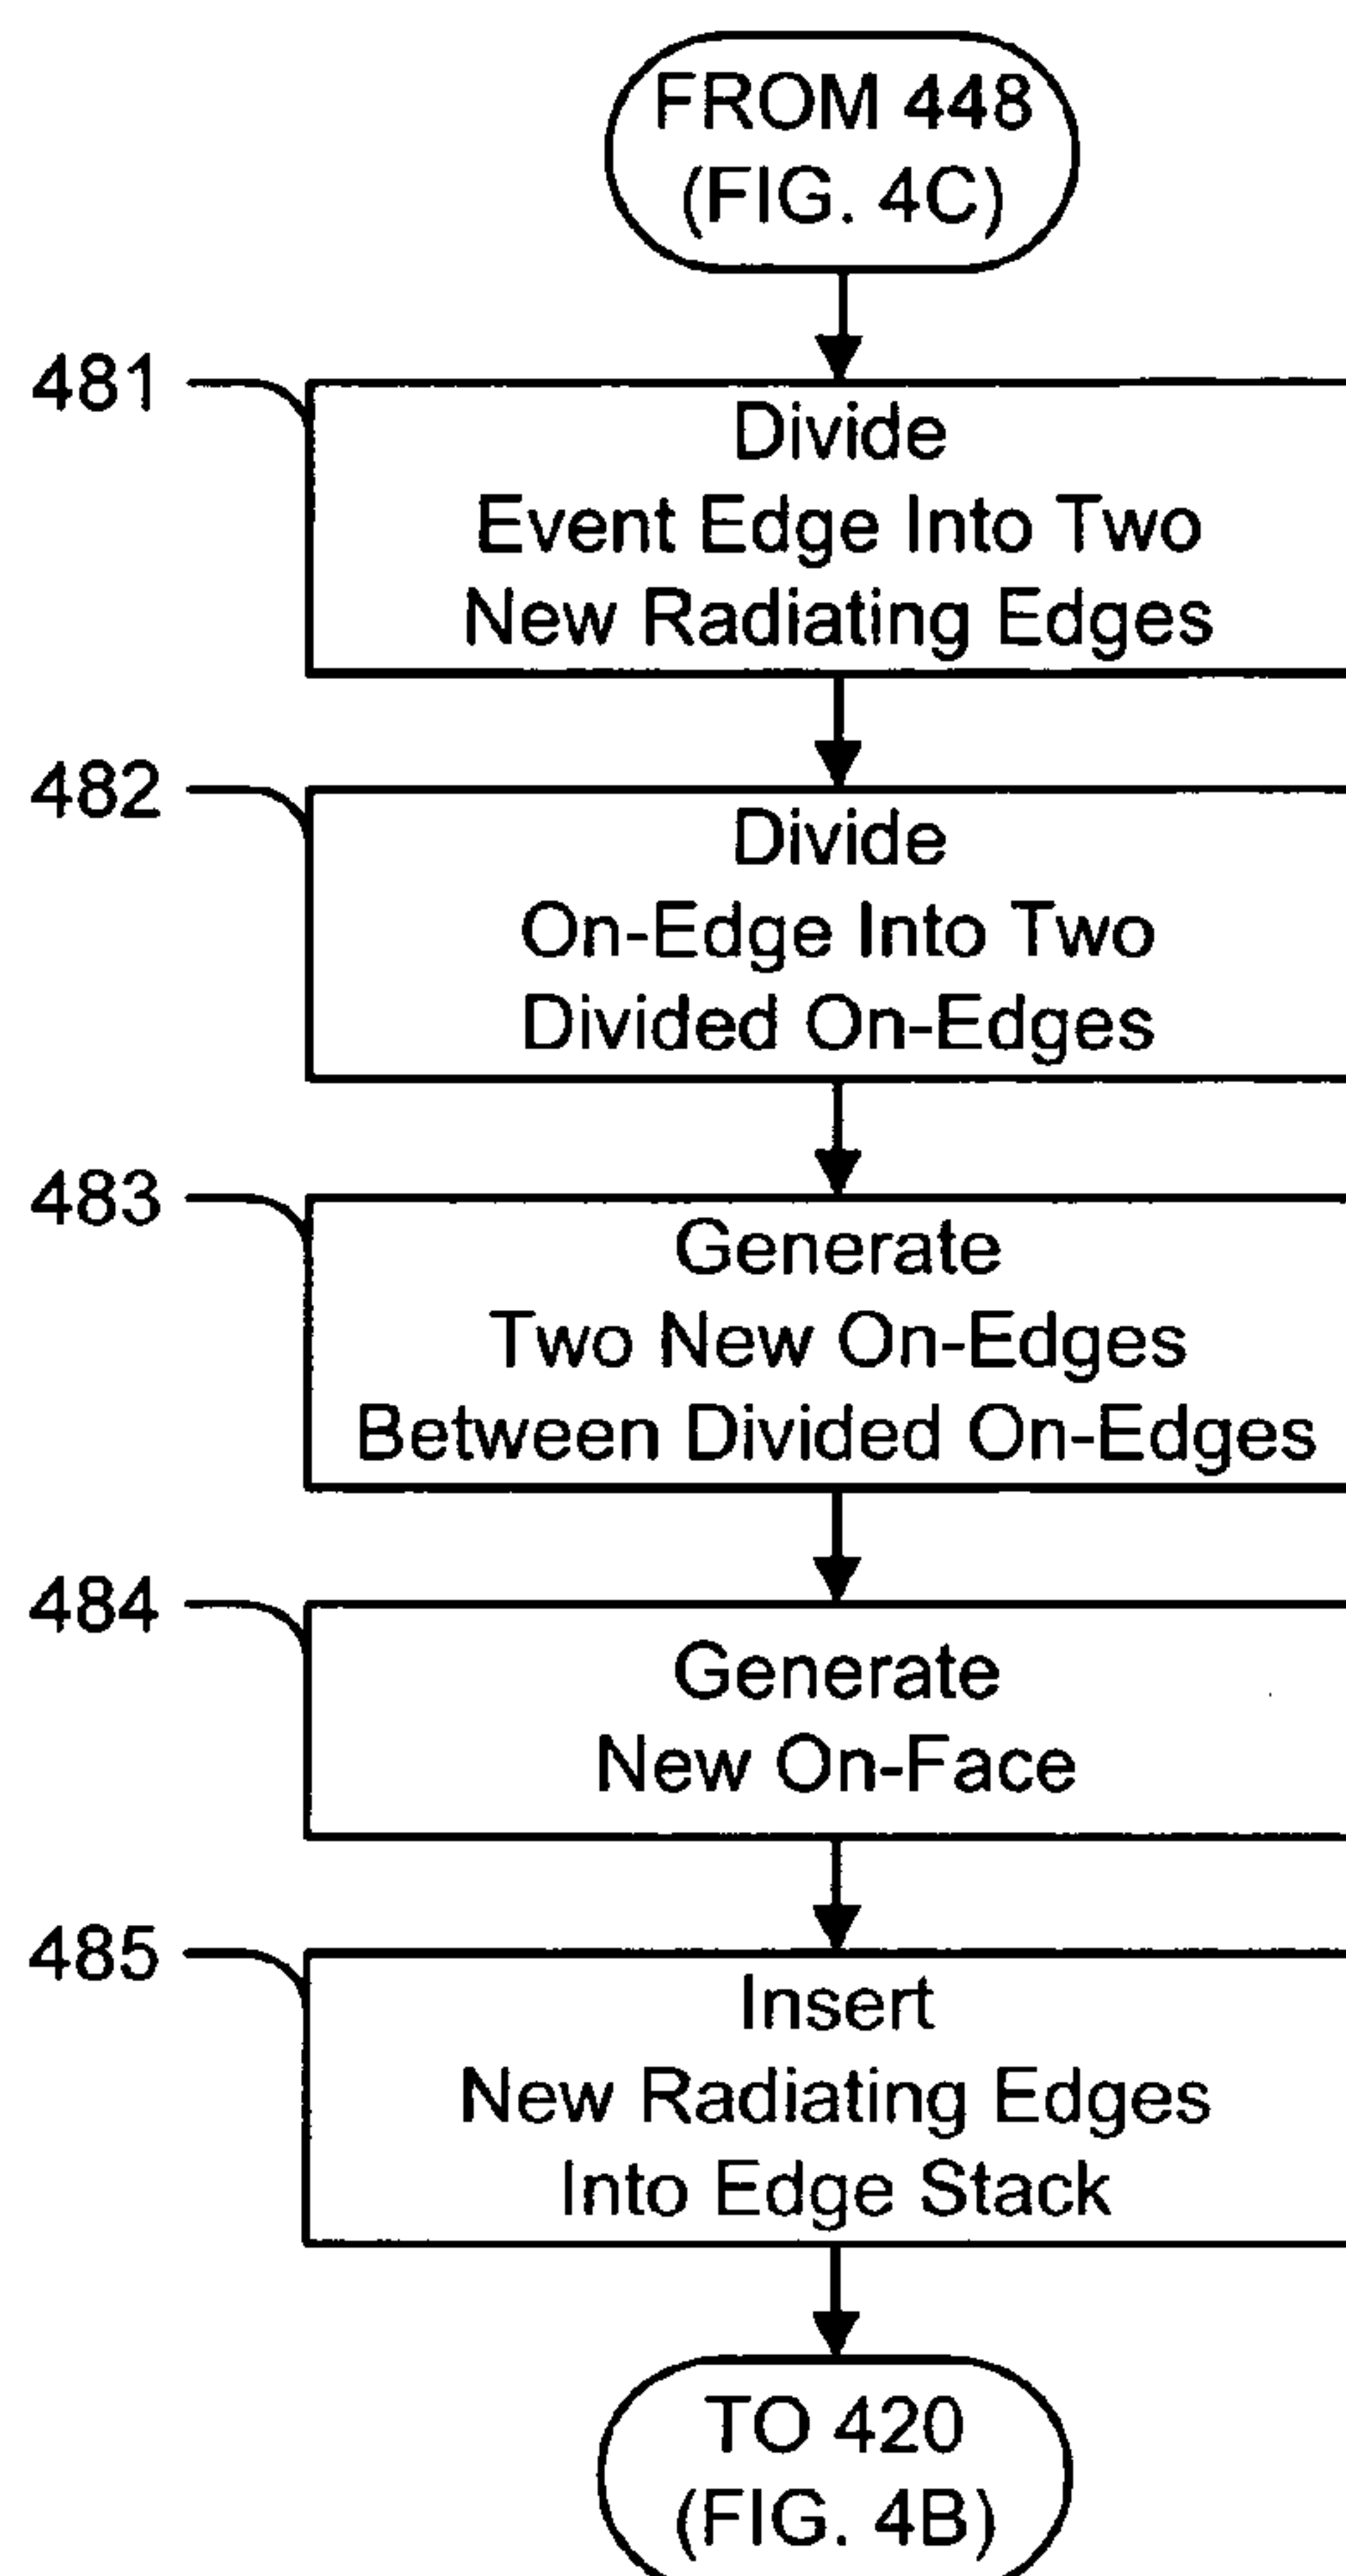 FROM 448
(FIG. 4C)
481
Divide
Event Edge Into Two
New Radiating Edges
482
Divide
On-Edge Into Two
Divided On-Edges
483
Generate
Two New On-Edges
Between Divided On-Edges
484
Generate
New On-Face
485
Insert
New Radiating Edges
Into Edge Stack
TO 420
(FIG. 4B)